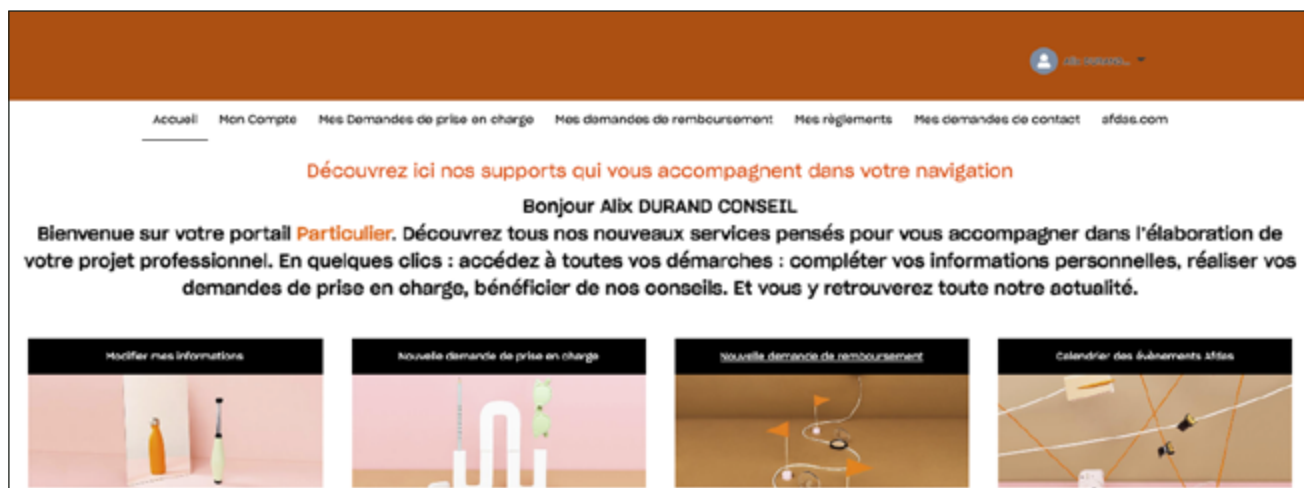 Alix DURAND...
Accueil Mon Compte Mes Demandes de prise en charge Mes demandes de remboursement Mes règlements Mes demandes de contact afdas.com
Découvrez ici nos supports qui vous accompagnent dans votre navigation
Bonjour Alix DURAND CONSEIL
Bienvenue sur votre portail Particulier. Découvrez tous nos nouveaux services pensés pour vous accompagner dans l'élaboration de
votre projet professionnel. En quelques clics : accédez à toutes vos démarches : compléter vos informations personnelles, réaliser vos
demandes de prise en charge, bénéficier de nos conseils. Et vous y retrouverez toute notre actualité.
Modifier mes informations
Nouvelle demande de prise en charge
Nouvelle demande de remboursement
Calendrier des évènements Afdas